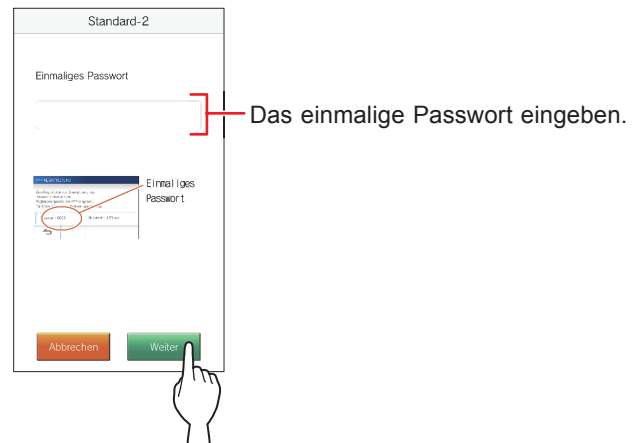 Standard-2
Einmaliges Passwort
Das einmalige Passwort eingeben.
Einmaliges
Passwort
Abbrechen
Weiter